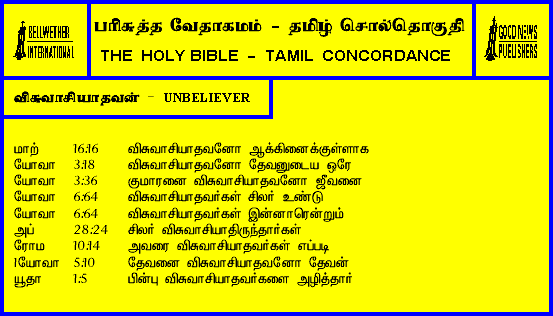 BELLWETHER
INTERNATIONAL
பரிசுத்த வேதாகமம் - தமிழ் சொல்தொகுதி
THE HOLY BIBLE - TAMIL CONCORDANCE
GOOD NEWS
PUBLISHERS
விசுவாசியாதவன் - UNBELIEVER
மாற் 16:16 விசுவாசியாதவனோ ஆக்கினைக்குள்ளாக
யோவா 3:18 விசுவாசியாதவனோ தேவனுடைய ஒரே
யோவா 3:36 குமாரனை விசுவாசியாதவனோ ஜீவனை
யோவா 6:64 விசுவாசியாதவர்கள் சிலர் உண்டு
யோவா 6:64 விசுவாசியாதவர்கள் இன்னாரென்றும்
அப் 28:24 சிலர் விசுவாசியாதிருந்தார்கள்
ரோம 10:14 அவரை விசுவாசியாதவர்கள் எப்படி
1யோவா 5:10 தேவனை விசுவாசியாதவனோ தேவன்
யூதா 1:5 பின்பு விசுவாசியாதவர்களை அழித்தார்